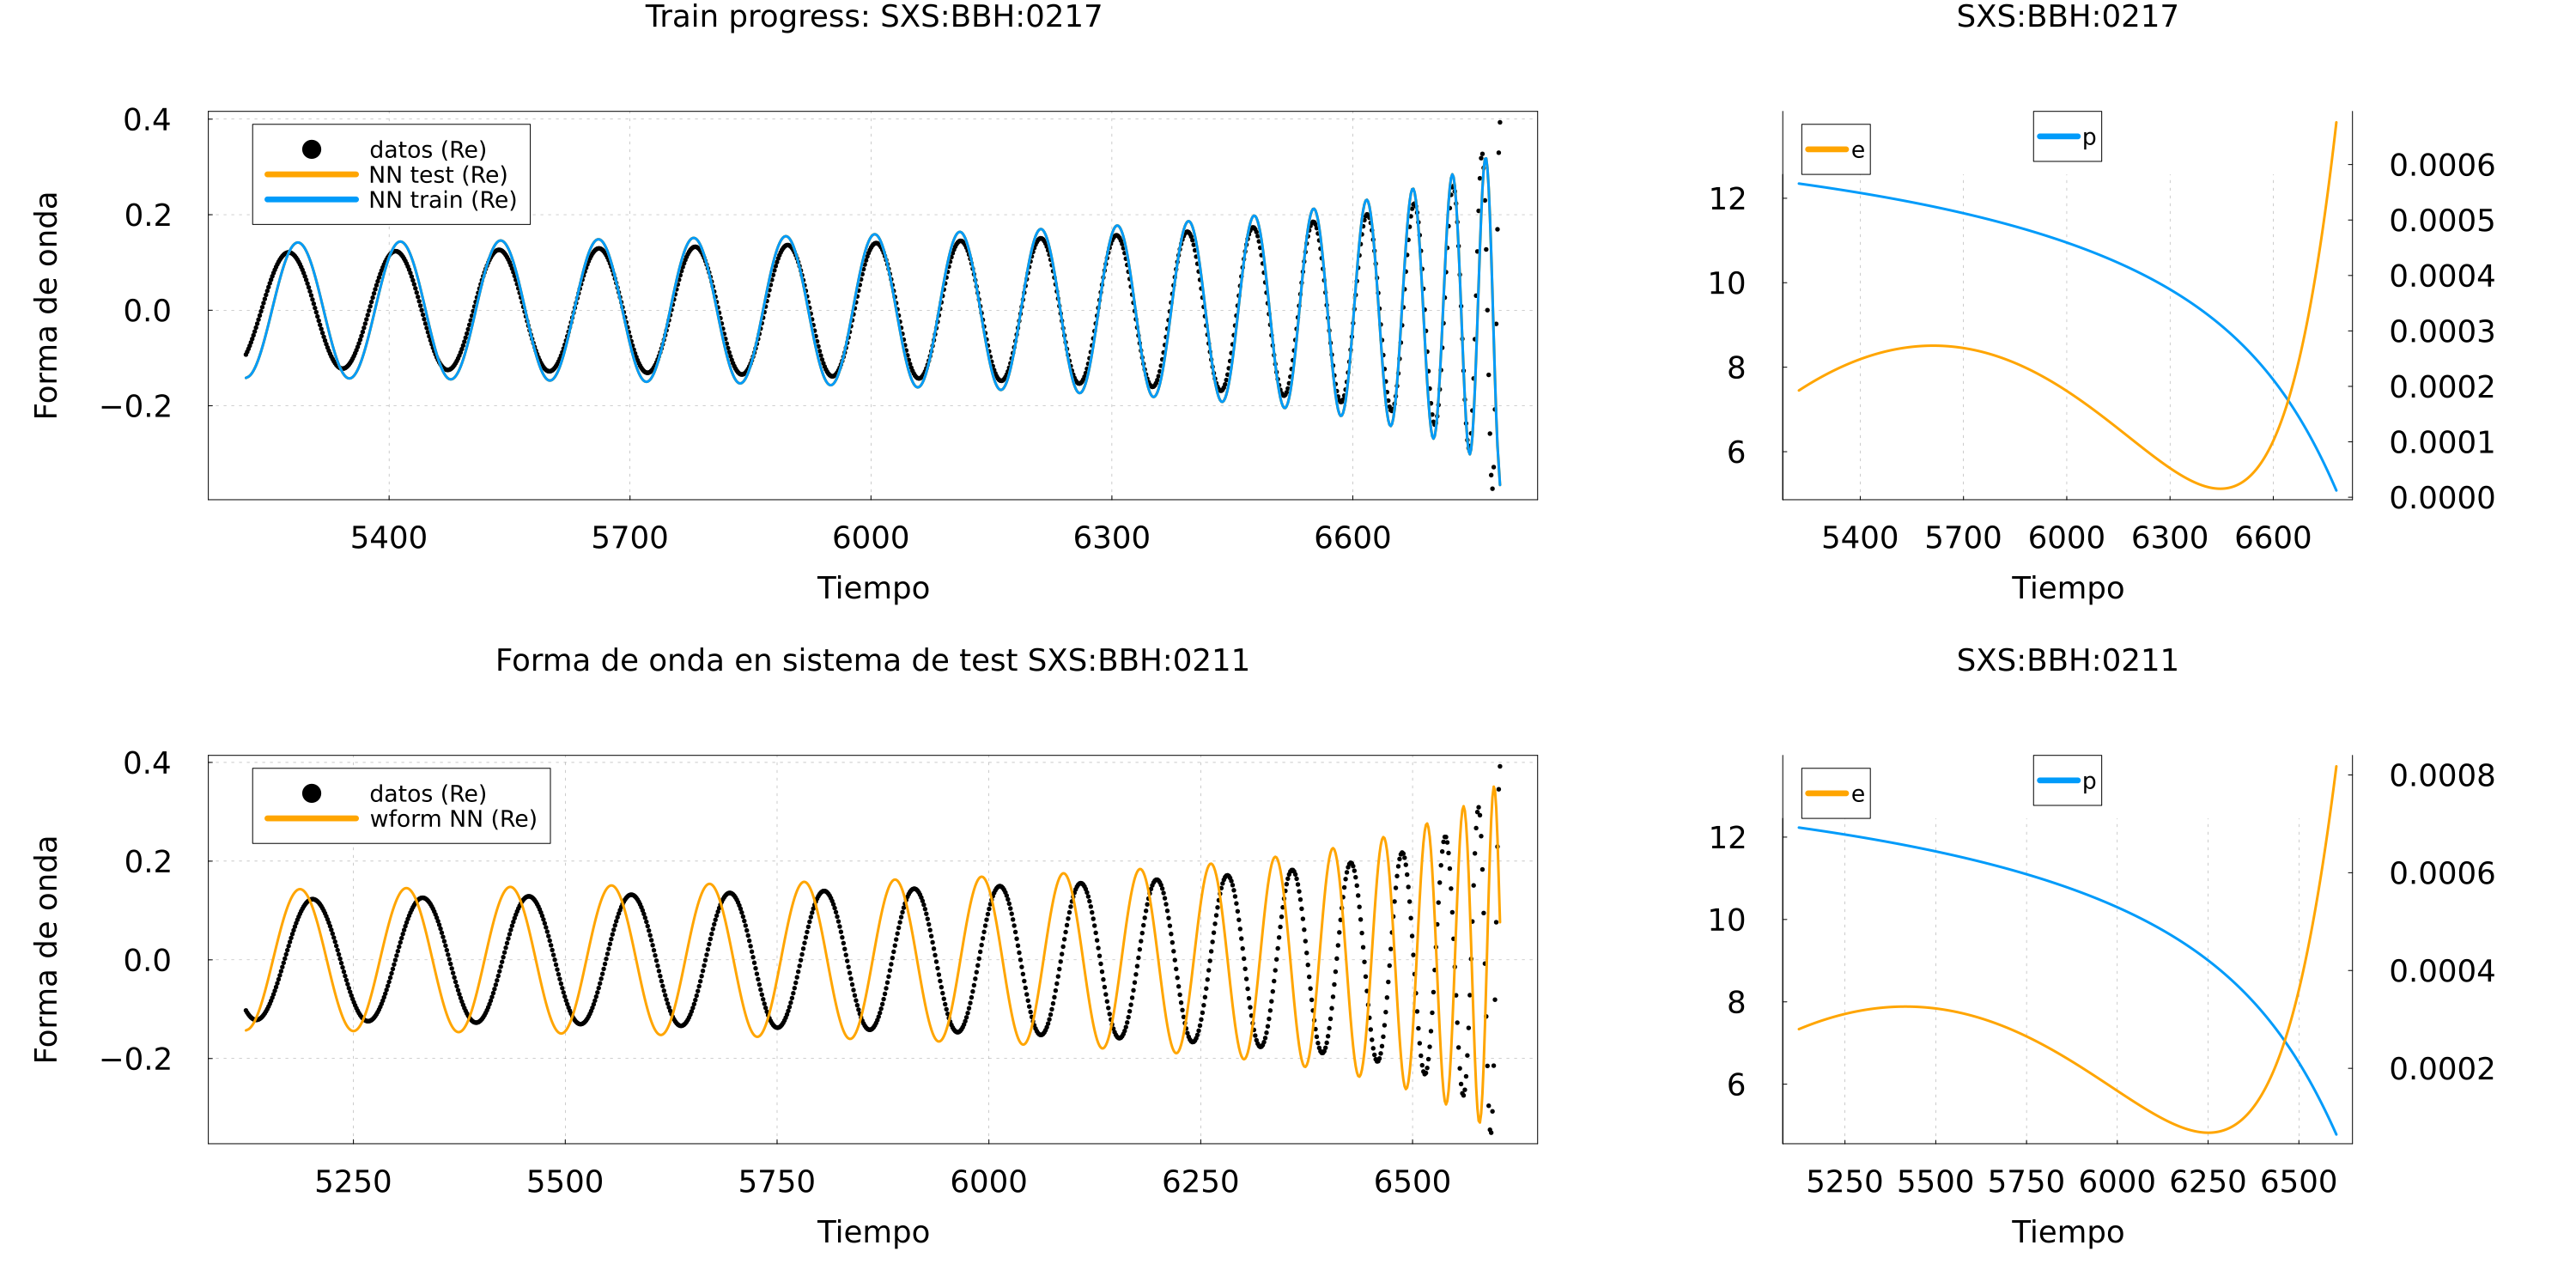 Train progress: SXS:BBH:0217
Forma de onda
0.4
0.2
0.0
−0.2
datos (Re)
NN test (Re)
NN train (Re)
5400 5700 6000 6300 6600
Tiempo
SXS:BBH:0217
12
10
8
6
e
p
0.0006
0.0005
0.0004
0.0003
0.0002
0.0001
0.0000
5400 5700 6000 6300 6600
Tiempo
Forma de onda en sistema de test SXS:BBH:0211
Forma de onda
0.4
0.2
0.0
−0.2
datos (Re)
wform NN (Re)
5250 5500 5750 6000 6250 6500
Tiempo
SXS:BBH:0211
12
10
8
6
e
p
0.0008
0.0006
0.0004
0.0002
5250 5500 5750 6000 6250 6500
Tiempo